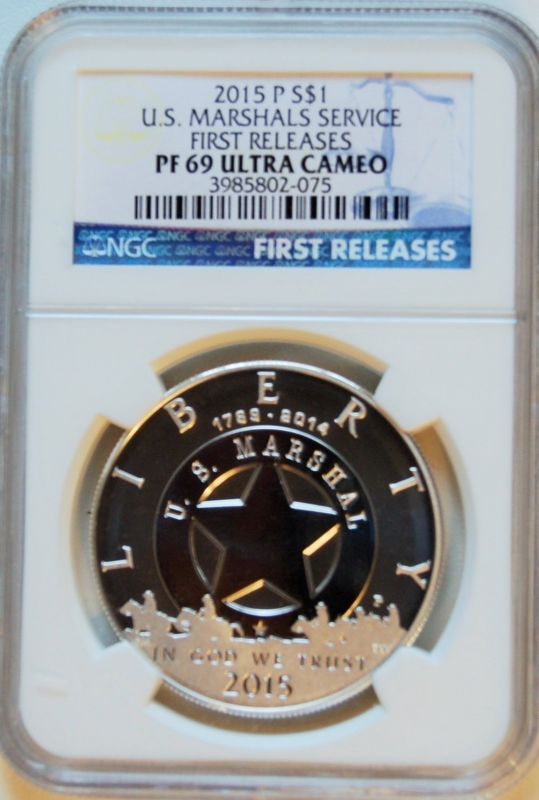 2015 P S$1
U.S. MARSHALS SERVICE
FIRST RELEASES
PF 69 ULTRA CAMEO
3985802-075
NGC FIRST RELEASES
LIBERTY
1789 · 2014
U.S. MARSHAL
IN GOD WE TRUST
2015